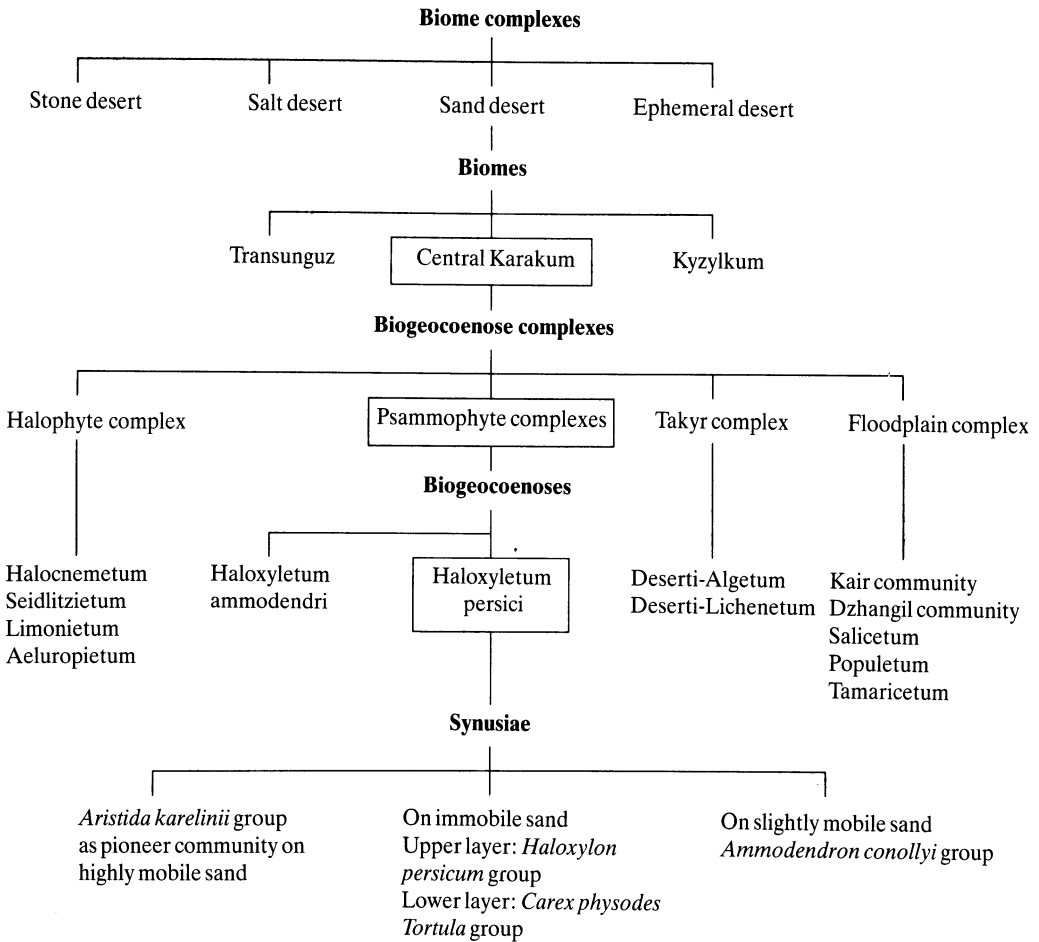 Biome complexes
Stone desert
Salt desert
Sand desert
Ephemeral desert
Biomes
Transunguz
Central Karakum
Kyzylkum
Biogeocoenose complexes
Halophyte complex
Psammophyte complexes
Takyr complex
Floodplain complex
Biogeocoenoses
Halocnemetum
Seidlitzietum
Limonietum
Aeluropietum
Haloxyletum
ammodendri
Haloxyletum
persici
Deserti-Algetum
Deserti-Lichenetum
Kair community
Dzhangil community
Salicetum
Populetum
Tamaricetum
Synusiae
Aristida karelinii group
as pioneer community on
highly mobile sand
On immobile sand
Upper layer: Haloxylon
persicum group
Lower layer: Carex physodes
Tortula group
On slightly mobile sand
Ammodendron conollyi group